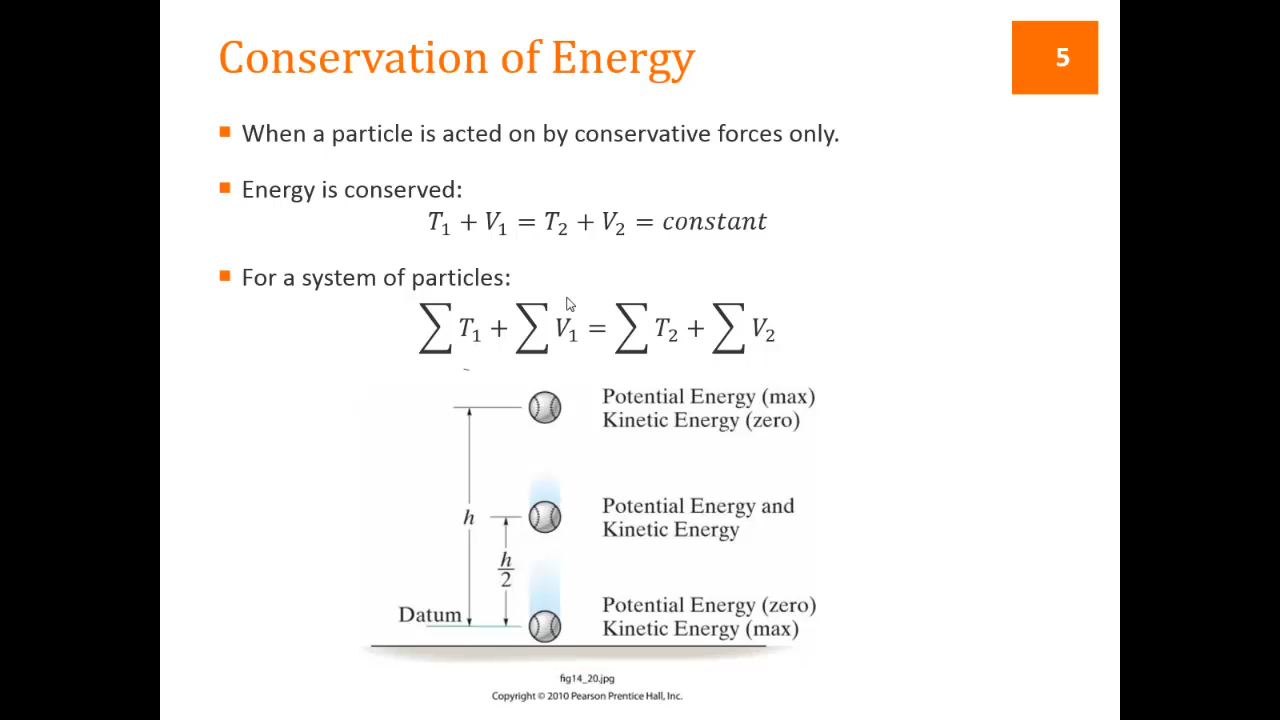 Conservation of Energy
5
When a particle is acted on by conservative forces only.
Energy is conserved:
T₁ + V₁ = T₂ + V₂ = constant
For a system of particles:
∑ T₁ + ∑ V₁ = ∑ T₂ + ∑ V₂
Potential Energy (max)
Kinetic Energy (zero)
Potential Energy and
Kinetic Energy
h
h/2
Datum
Potential Energy (zero)
Kinetic Energy (max)
fig14_20.jpg
Copyright © 2010 Pearson Prentice Hall, Inc.